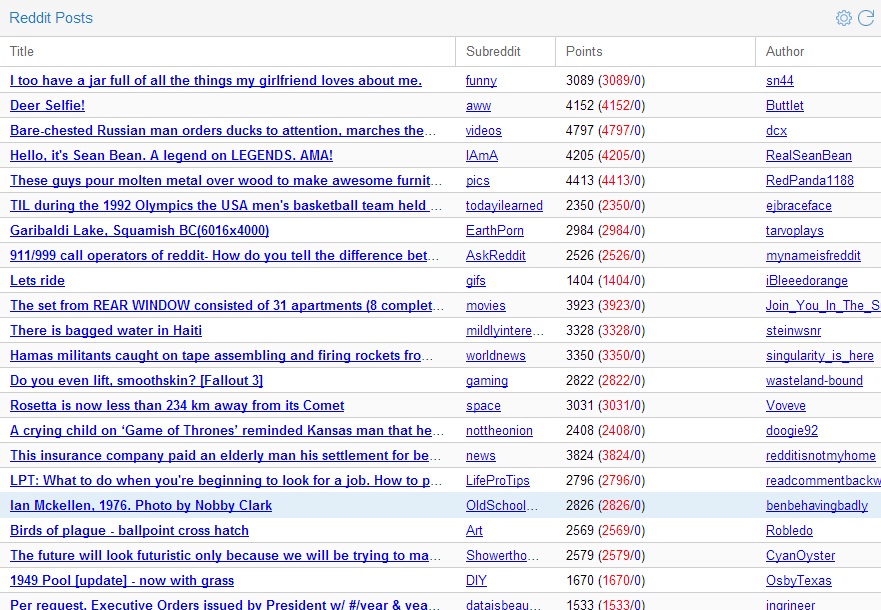 Reddit Posts
Title Subreddit Points Author
I too have a jar full of all the things my girlfriend loves about me. funny 3089 (3089/0) sn44
Deer Selfie! aww 4152 (4152/0) Buttlet
Bare-chested Russian man orders ducks to attention, marches the... videos 4797 (4797/0) dcx
Hello, it's Sean Bean. A legend on LEGENDS. AMA! IAmA 4205 (4205/0) RealSeanBean
These guys pour molten metal over wood to make awesome furnit... pics 4413 (4413/0) RedPanda1188
TIL during the 1992 Olympics the USA men's basketball team held ... todayilearned 2350 (2350/0) ejbraceface
Garibaldi Lake, Squamish BC(6016x4000) EarthPorn 2984 (2984/0) tarvoplays
911/999 call operators of reddit- How do you tell the difference bet... AskReddit 2526 (2526/0) mynameisfreddit
Lets ride gifs 1404 (1404/0) iBleeedorange
The set from REAR WINDOW consisted of 31 apartments (8 complet... movies 3923 (3923/0) Join_You_In_The_S
There is bagged water in Haiti mildlyintere... 3328 (3328/0) steinwsnr
Hamas militants caught on tape assembling and firing rockets fro... worldnews 3350 (3350/0) singularity_is_here
Do you even lift, smoothskin? [Fallout 3] gaming 2822 (2822/0) wasteland-bound
Rosetta is now less than 234 km away from its Comet space 3031 (3031/0) Voveve
A crying child on ‘Game of Thrones’ reminded Kansas man that he... nottheonion 2408 (2408/0) doogie92
This insurance company paid an elderly man his settlement for be... news 3824 (3824/0) redditisnotmyhome
LPT: What to do when you're beginning to look for a job. How to p... LifeProTips 2796 (2796/0) readcommentbackw
Ian Mckellen, 1976. Photo by Nobby Clark OldSchool... 2826 (2826/0) benbehavingbadly
Birds of plague - ballpoint cross hatch Art 2569 (2569/0) Robledo
The future will look futuristic only because we will be trying to ma... Showertho... 2579 (2579/0) CyanOyster
1949 Pool [update] - now with grass DIY 1670 (1670/0) OsbyTexas
Per request, Executive Orders issued by President w/ #/year & yea... dataisbeau... 1533 (1533/0) ingrineer